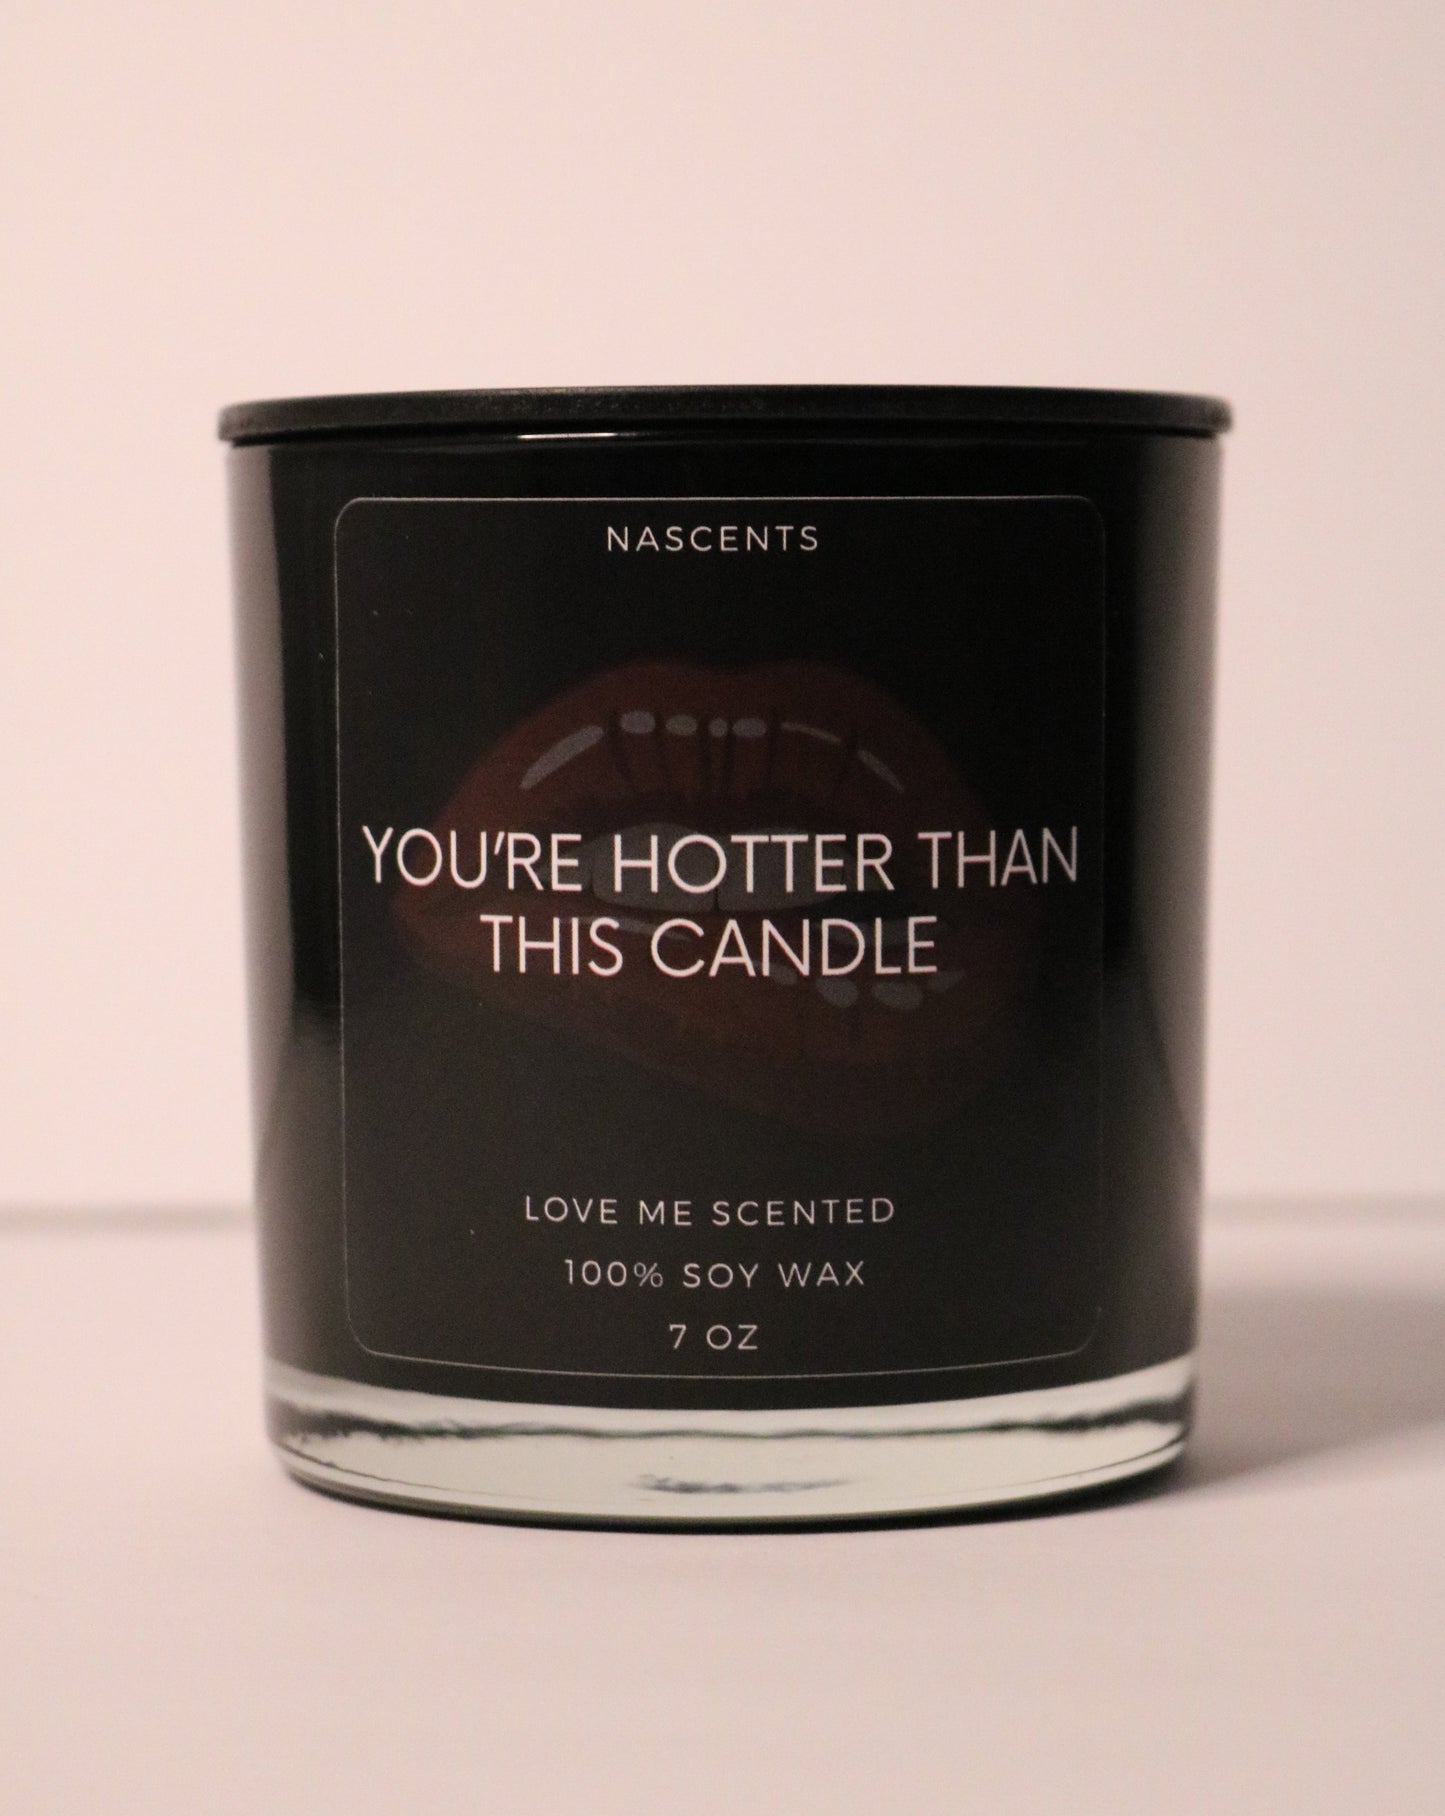 NASCENTS
YOU'RE HOTTER THAN
THIS CANDLE
LOVE ME SCENTED
100% SOY WAX
7 OZ